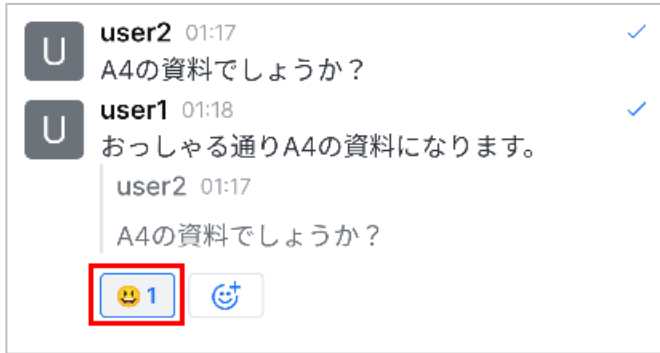 U user2 01:17
A4の資料でしょうか？
U user1 01:18
おっしゃる通りA4の資料になります。
user2 01:17
A4の資料でしょうか？
😃 1